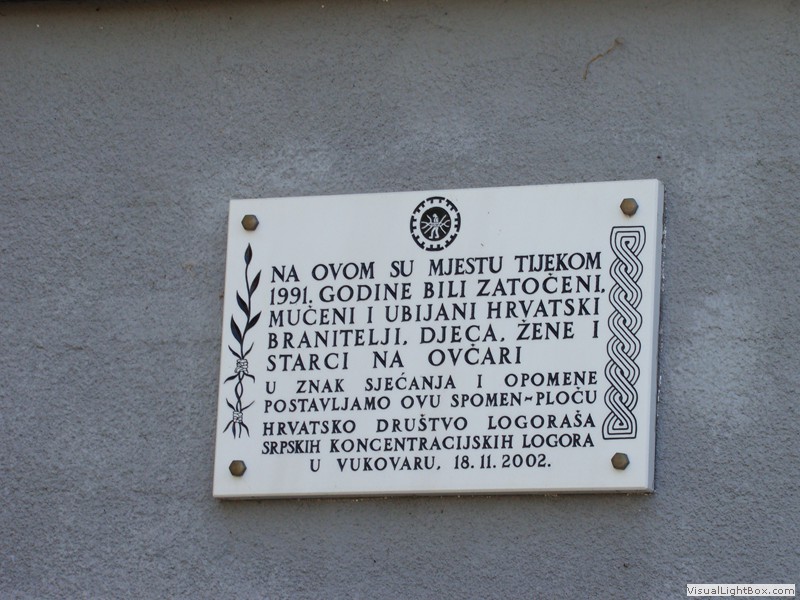 NA OVOM SU MJESTU TIJEKOM
1991. GODINE BILI ZATOČENI,
MUČENI I UBIJANI HRVATSKI
BRANITELJI, DJECA, ŽENE I
STARCI NA OVČARI
U ZNAK SJEĆANJA I OPOMENE
POSTAVLJAMO OVU SPOMEN~PLOČU
HRVATSKO DRUŠTVO LOGORAŠA
SRPSKIH KONCENTRACIJSKIH LOGORA
U VUKOVARU, 18.11.2002.
VisualLightBox.com